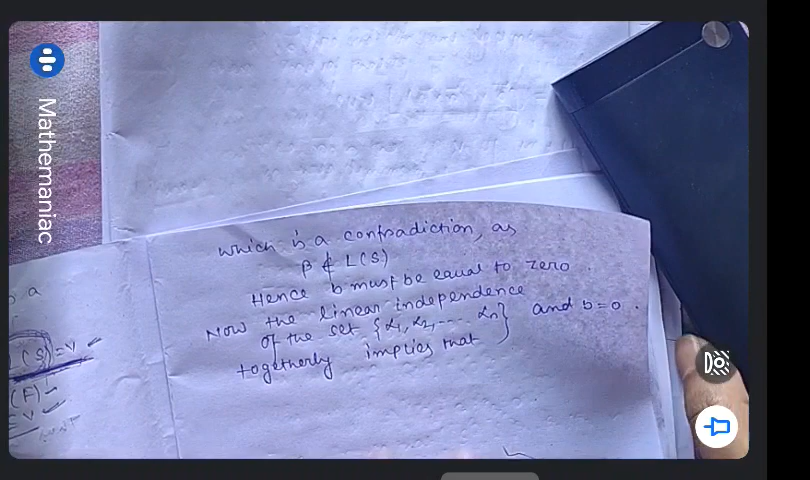 Mathemaniac
which is a contradiction, as
β ∉ L(S)
Hence b must be equal to zero.
Now the linear independence
of the set {α1, α2, .... αn} and b=0.
togetherly implies that
a
L(S)=V
(F)
= V